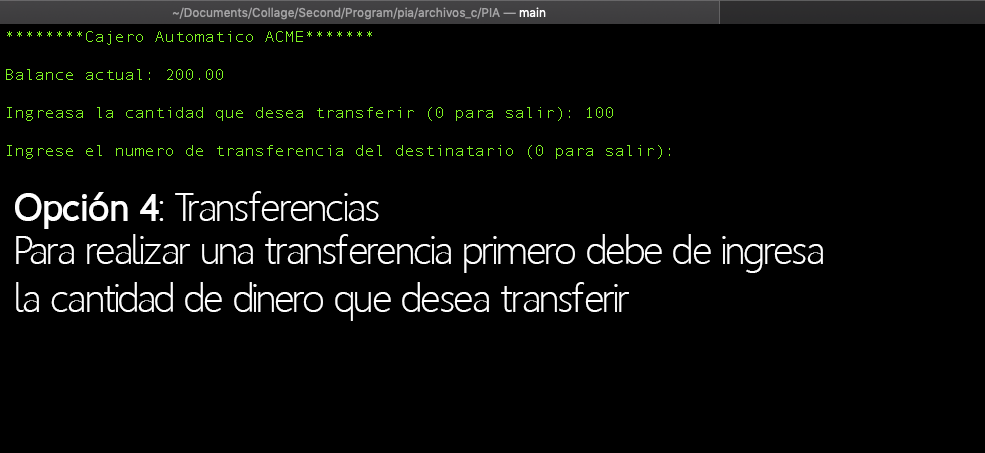 ~/Documents/Collage/Second/Program/pia/archivos_c/PIA — main
********Cajero Automatico ACME*******
Balance actual: 200.00
Ingreasa la cantidad que desea transferir (0 para salir): 100
Ingrese el numero de transferencia del destinatario (0 para salir):
Opción 4: Transferencias
Para realizar una transferencia primero debe de ingresa
la cantidad de dinero que desea transferir